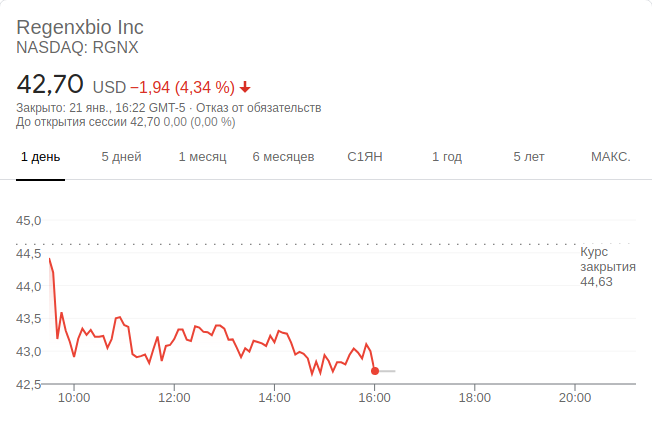 Regenxbio Inc
NASDAQ: RGNX
42,70 USD −1,94 (4,34 %)
Закрыто: 21 янв., 16:22 GMT-5 · Отказ от обязательств
До открытия сессии 42,70 0,00 (0,00 %)
1 день 5 дней 1 месяц 6 месяцев С1ЯН 1 год 5 лет МАКС.
45,0
44,5
44,0
43,5
43,0
42,5
Курс
закрытия
44,63
10:00 12:00 14:00 16:00 18:00 20:00